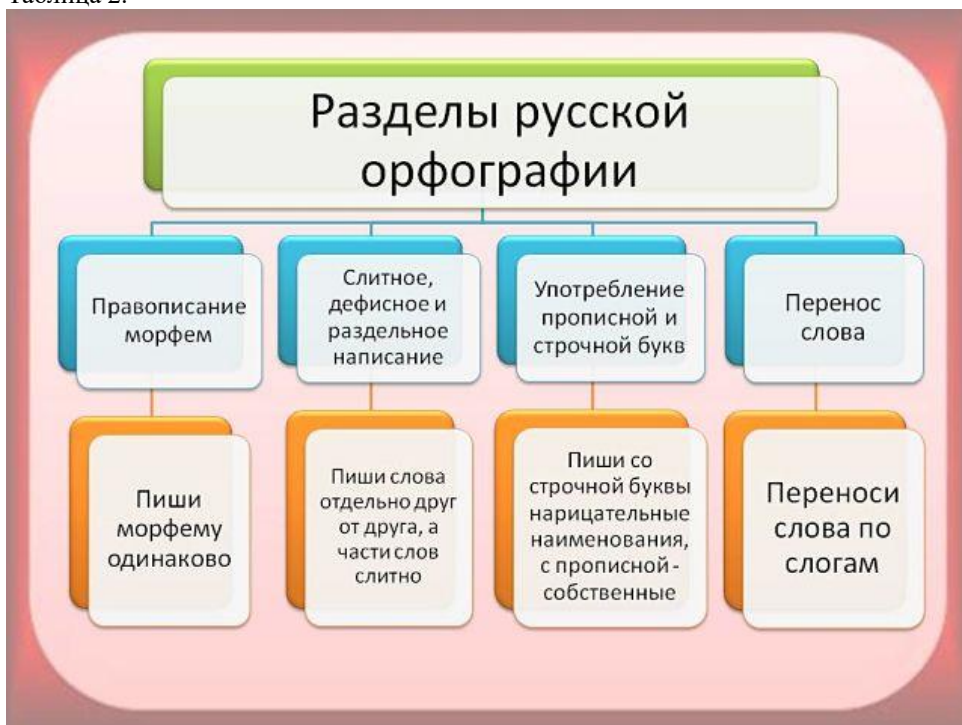 Таблица 2.
Разделы русской
орфографии
Правописание
морфем
Слитное,
дефисное и
раздельное
написание
Употребление
прописной и
строчной букв
Перенос
слова
Пиши
морфему
одинаково
Пиши слова
отдельно друг
от друга, а
части слов
слитно
Пиши со
строчной буквы
нарицательные
наименования,
с прописной -
собственные
Переноси
слова по
слогам